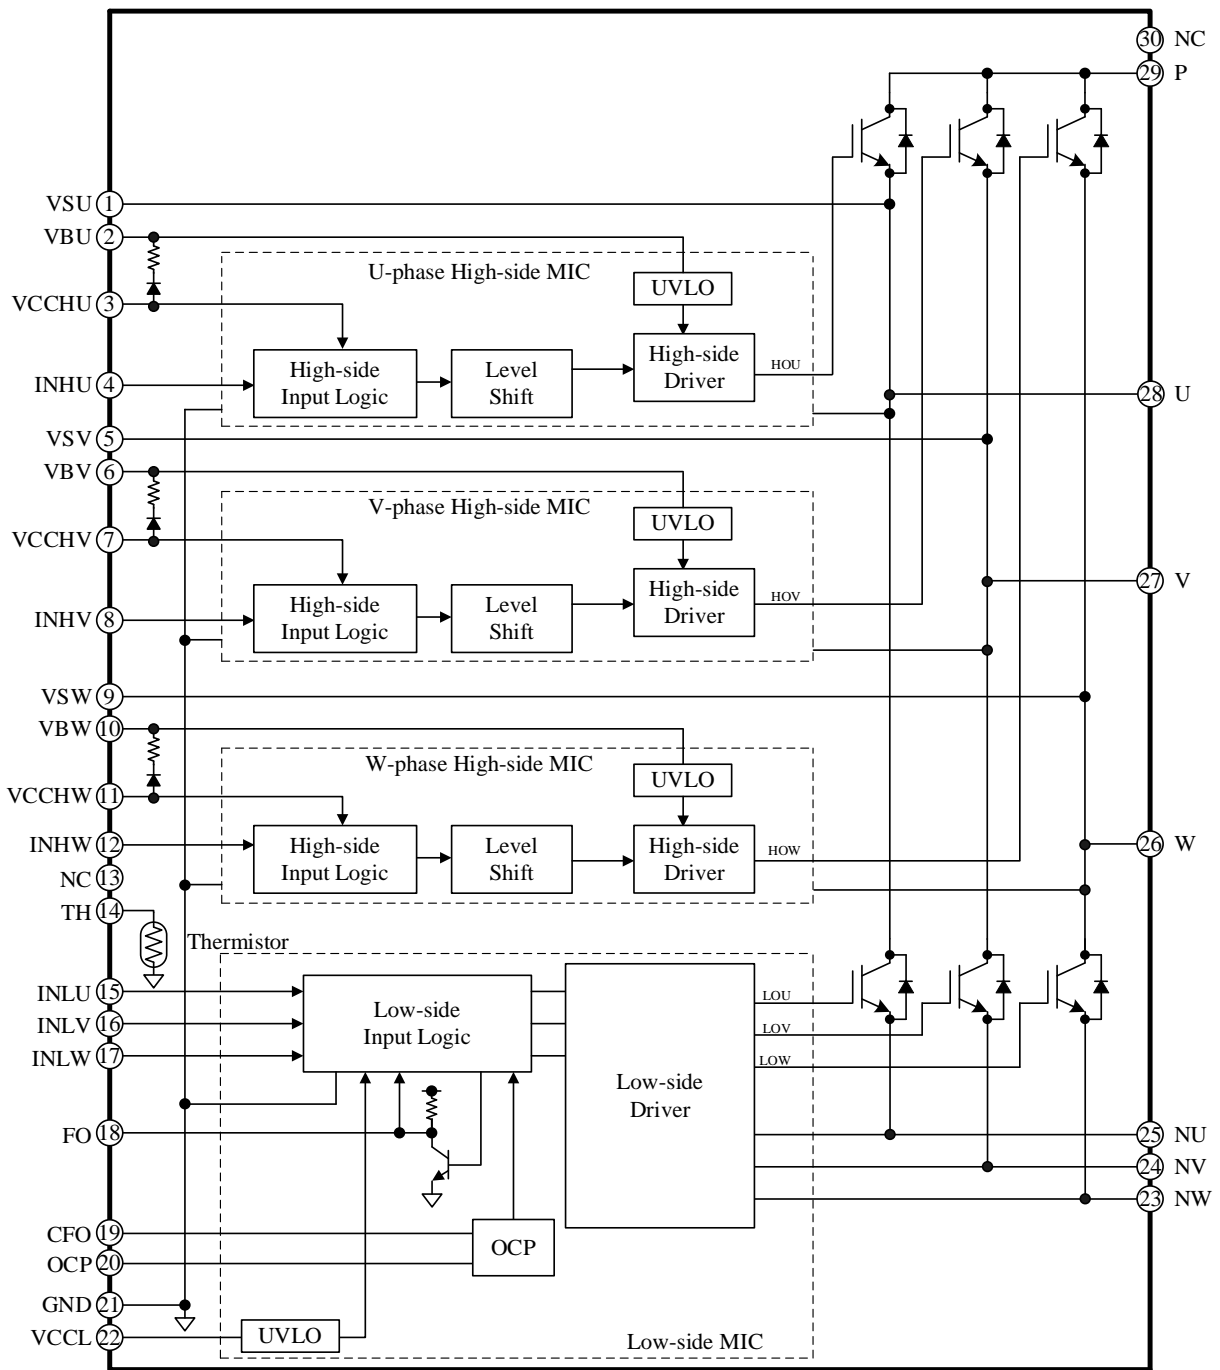 30 NC
29 P
VSU 1
VBU 2
U-phase High-side MIC
UVLO
VCCHU 3
High-side
Input Logic
Level
Shift
High-side
Driver
HOU
INHU 4
28 U
VSV 5
VBV 6
V-phase High-side MIC
UVLO
VCCHV 7
High-side
Input Logic
Level
Shift
High-side
Driver
HOV
27 V
INHV 8
VSW 9
VBW 10
W-phase High-side MIC
UVLO
VCCHW 11
High-side
Input Logic
Level
Shift
High-side
Driver
HOW
INHW 12
26 W
NC 13
TH 14
Thermistor
INLU 15
INLV 16
INLW 17
Low-side
Input Logic
LOU
LOV
LOW
Low-side
Driver
FO 18
25 NU
24 NV
23 NW
CFO 19
OCP 20
OCP
GND 21
VCCL 22
UVLO
Low-side MIC